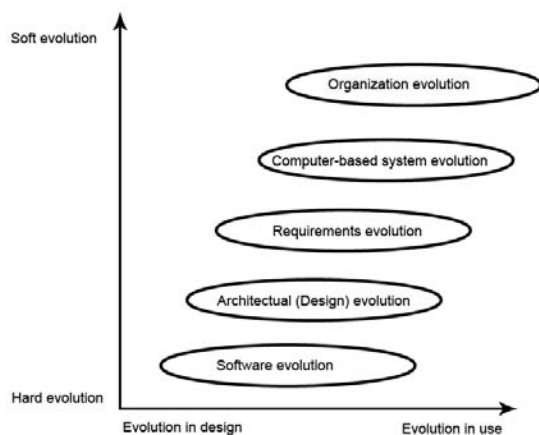 Soft evolution
Organization evolution
Computer-based system evolution
Requirements evolution
Architectual (Design) evolution
Software evolution
Hard evolution
Evolution in design
Evolution in use